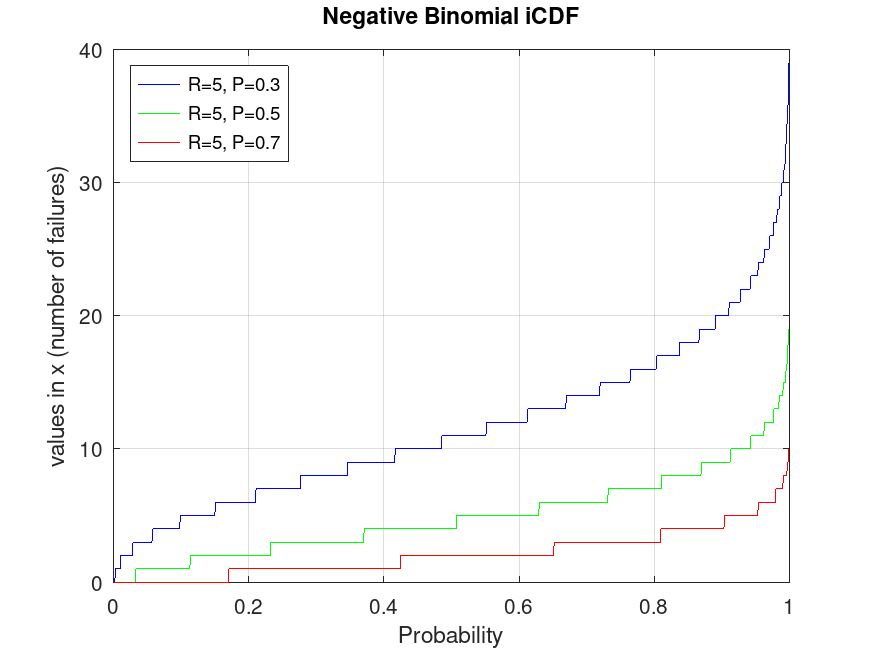 Negative Binomial iCDF
40
R=5, P=0.3
R=5, P=0.5
R=5, P=0.7
30
values in x (number of failures)
20
10
0
0 0.2 0.4 0.6 0.8 1
Probability